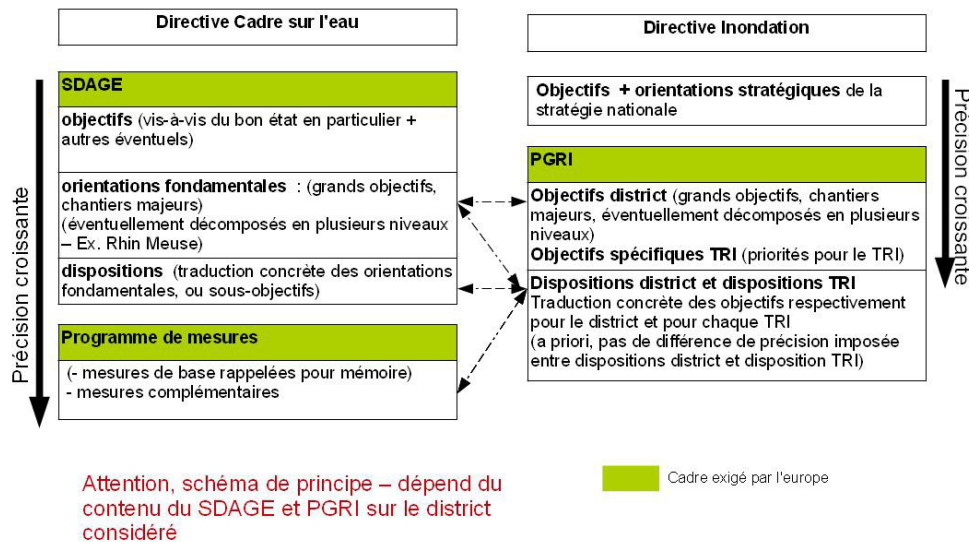 Directive Cadre sur l'eau
Directive Inondation
Précision croissante
SDAGE
objectifs (vis-à-vis du bon état en particulier +
autres éventuels)
orientations fondamentales : (grands objectifs,
chantiers majeurs)
(éventuellement décomposés en plusieurs niveaux
– Ex. Rhin Meuse)
dispositions (traduction concrète des orientations
fondamentales, ou sous-objectifs)
Programme de mesures
(- mesures de base rappelées pour mémoire)
- mesures complémentaires
Objectifs + orientations stratégiques de la
stratégie nationale
PGRI
Objectifs district (grands objectifs, chantiers
majeurs, éventuellement décomposés en plusieurs
niveaux)
Objectifs spécifiques TRI (priorités pour le TRI)
Dispositions district et dispositions TRI
Traduction concrète des objectifs respectivement
pour le district et pour chaque TRI
(a priori, pas de différence de précision imposée
entre dispositions district et disposition TRI)
Précision croissante
Attention, schéma de principe – dépend du
contenu du SDAGE et PGRI sur le district
considéré
Cadre exigé par l'europe